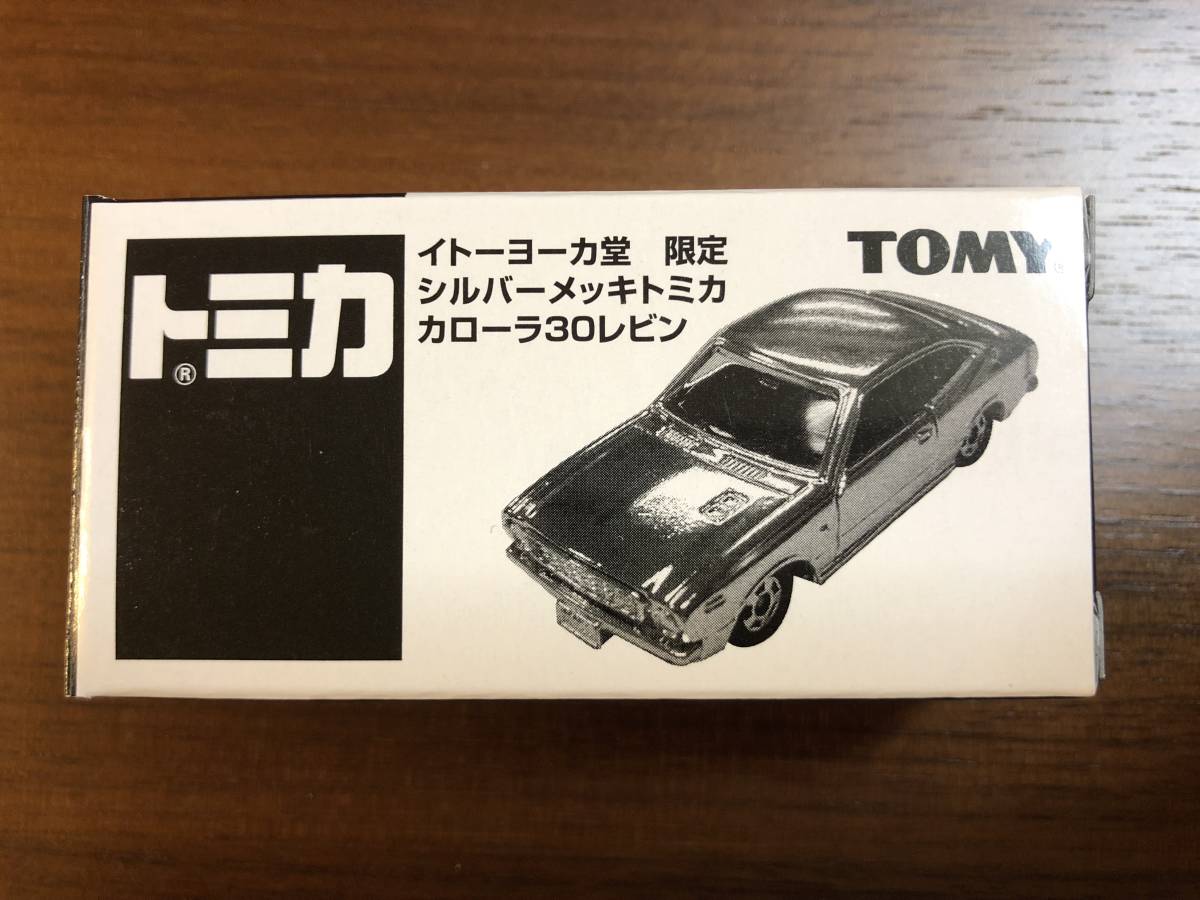 トミカ®
イトーヨーカ堂　限定
シルバーメッキトミカ
カローラ30レビン
TOMY